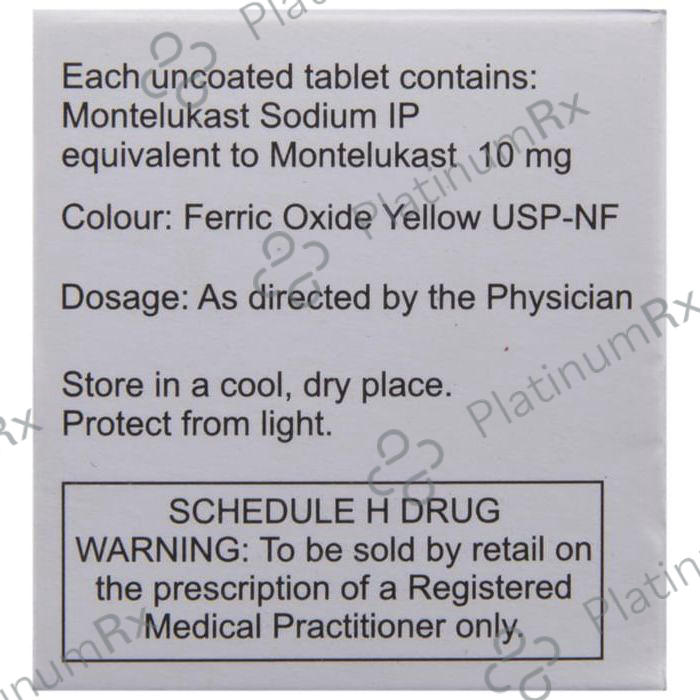 Each uncoated tablet contains:
Montelukast Sodium IP
equivalent to Montelukast 10 mg
Colour: Ferric Oxide Yellow USP-NF
Dosage: As directed by the Physician
Store in a cool, dry place.
Protect from light.
SCHEDULE H DRUG
WARNING: To be sold by retail on
the prescription of a Registered
Medical Practitioner only.
PlatinumRx
PlatinumRx